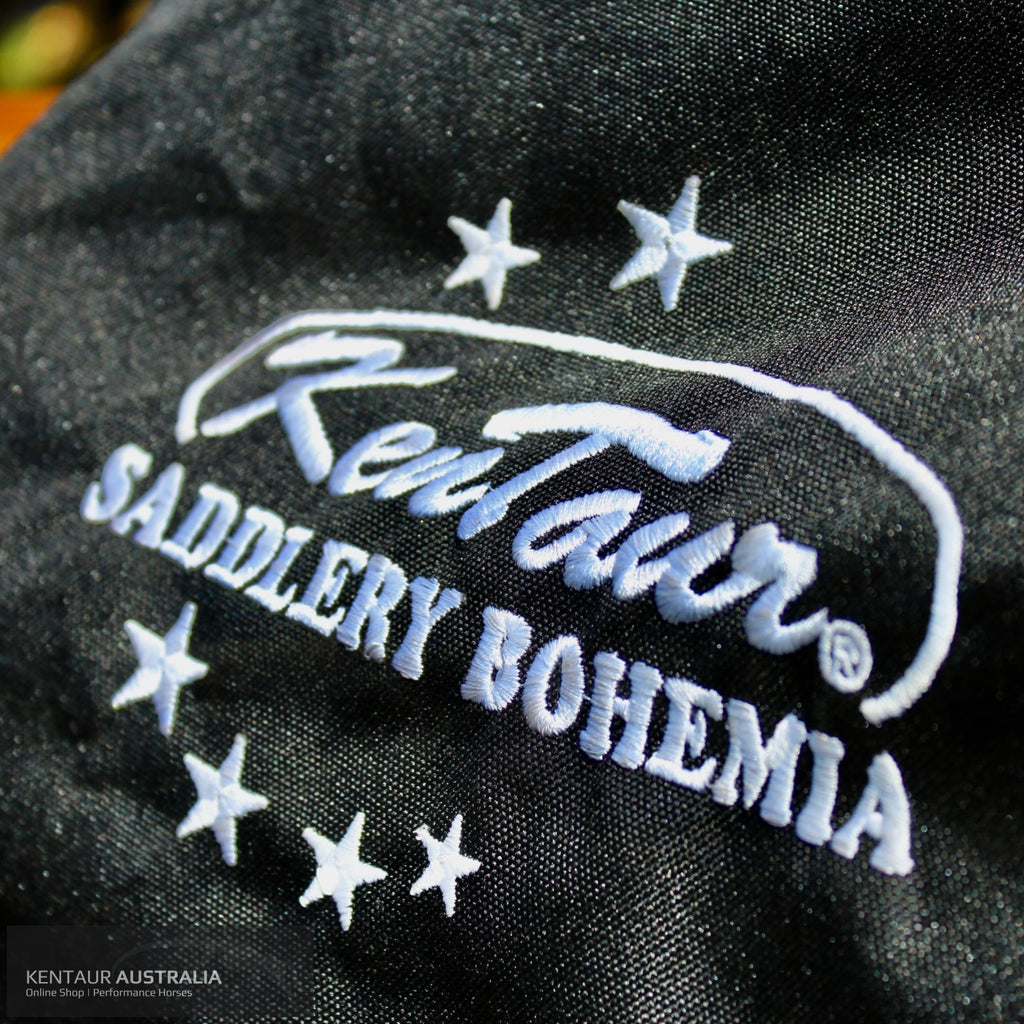 KenTaur®
SADDLERY BOHEMIA
KENTAUR AUSTRALIA
Online Shop | Performance Horses